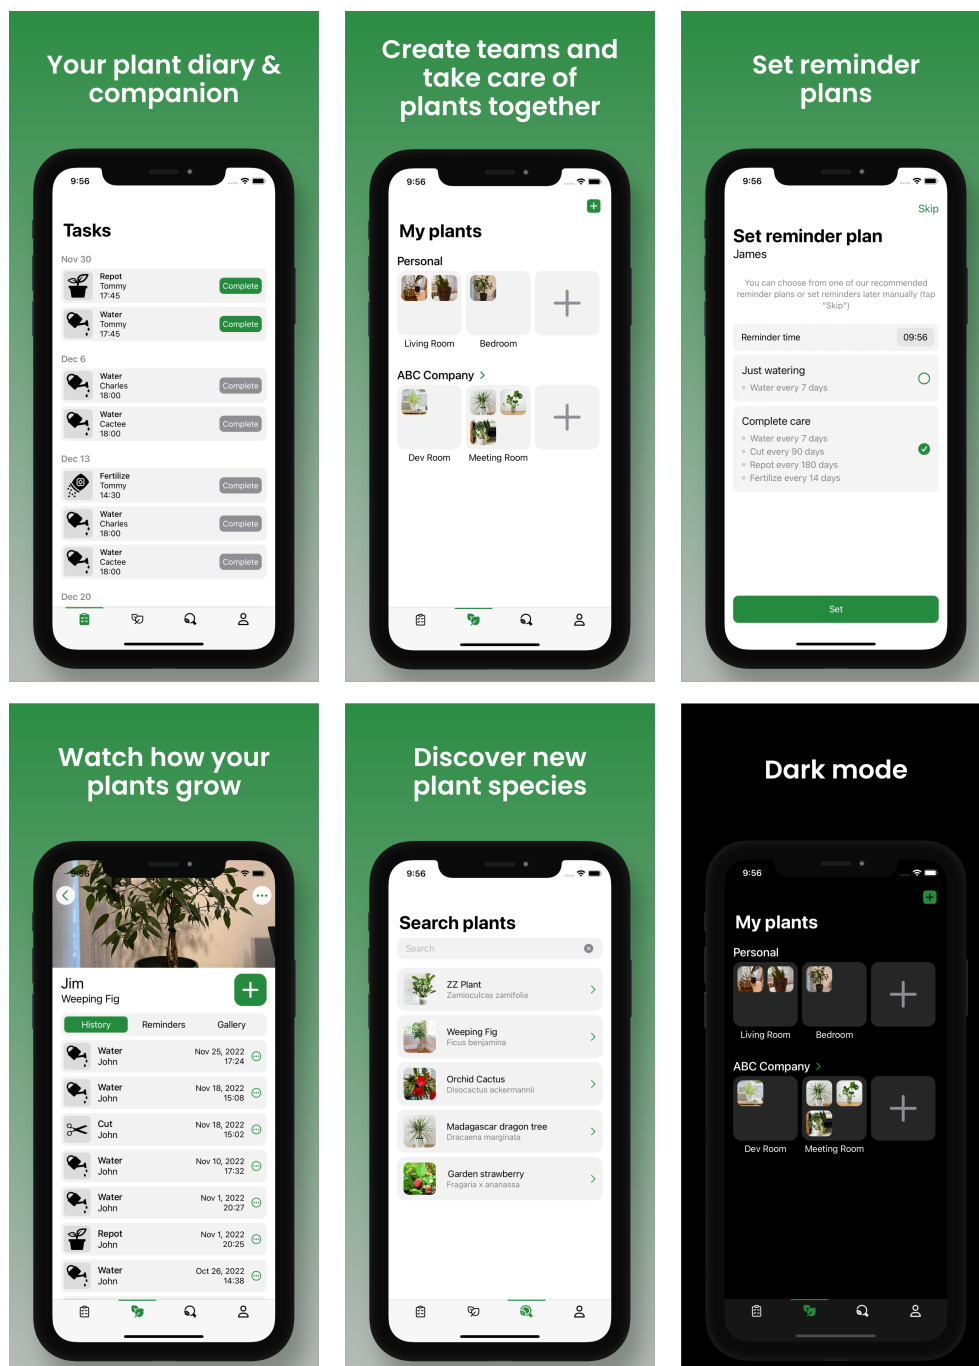 Your plant diary &
companion
9:56
Tasks
Nov 30
Repot
Tommy
17:45
Complete
Water
Tommy
17:45
Complete
Dec 6
Water
Charles
18:00
Complete
Water
Cactee
18:00
Complete
Dec 13
Fertilize
Tommy
14:30
Complete
Water
Charles
18:00
Complete
Water
Cactee
18:00
Complete
Dec 20
Create teams and
take care of
plants together
9:56
My plants
Personal
Living Room
Bedroom
ABC Company
Dev Room
Meeting Room
Set reminder
plans
9:56
Skip
Set reminder plan
James
You can choose from one of our recommended
reminder plans or set reminders later manually (tap
"Skip")
Reminder time
09:56
Just watering
Water every 7 days
Complete care
Water every 7 days
Cut every 90 days
Repot every 180 days
Fertilize every 14 days
Set
Watch how your
plants grow
9:56
Jim
Weeping Fig
History
Reminders
Gallery
Water
John
Nov 25, 2022
17:24
Water
John
Nov 18, 2022
15:08
Cut
John
Nov 18, 2022
15:02
Water
John
Nov 10, 2022
17:32
Water
John
Nov 1, 2022
20:27
Repot
John
Nov 1, 2022
20:25
Water
John
Oct 26, 2022
14:38
Discover new
plant species
9:56
Search plants
Search
ZZ Plant
Zamioculcas zamifolia
Weeping Fig
Ficus benjamina
Orchid Cactus
Disocactus ackermannii
Madagascar dragon tree
Dracaena marginata
Garden strawberry
Fragaria x ananassa
Dark mode
9:56
My plants
Personal
Living Room
Bedroom
ABC Company
Dev Room
Meeting Room